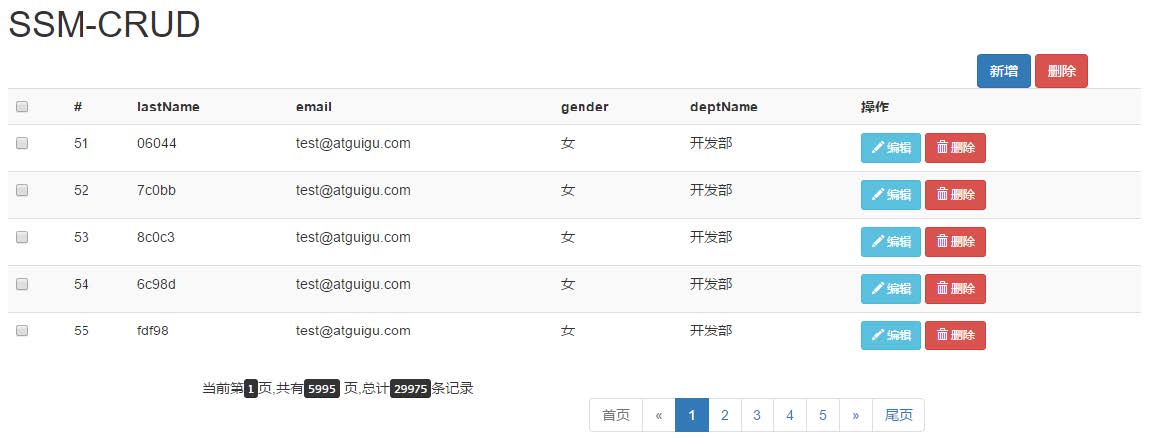 SSM-CRUD
新增 删除
# lastName email gender deptName 操作
51 06044 test@atguigu.com 女 开发部 编辑 删除
52 7c0bb test@atguigu.com 女 开发部 编辑 删除
53 8c0c3 test@atguigu.com 女 开发部 编辑 删除
54 6c98d test@atguigu.com 女 开发部 编辑 删除
55 fdf98 test@atguigu.com 女 开发部 编辑 删除
当前第1页,共有5995 页,总计29975条记录
首页 « 1 2 3 4 5 » 尾页